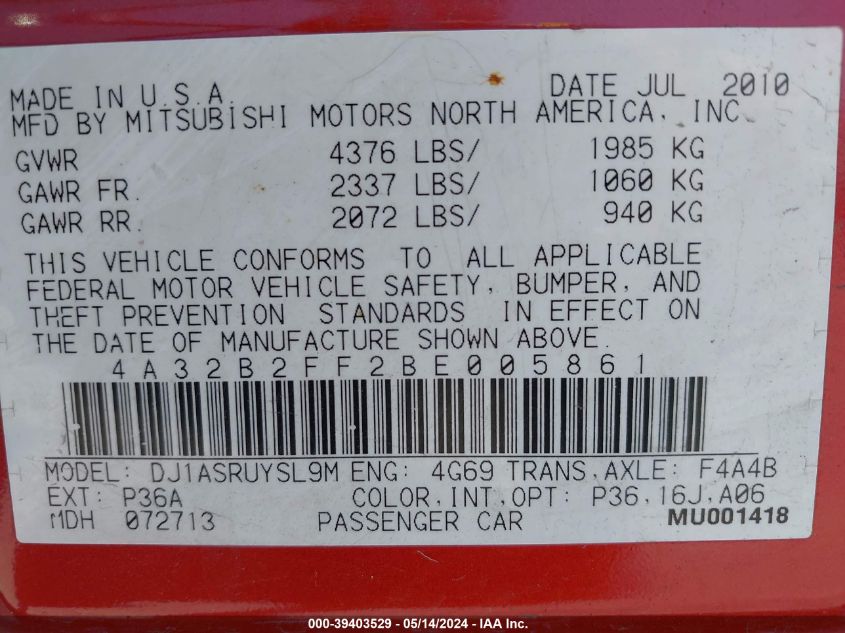 MADE IN U.S.A. DATE JUL 2010
MFD BY MITSUBISHI MOTORS NORTH AMERICA, INC.
GVWR 4376 LBS/ 1985 KG
GAWR FR. 2337 LBS/ 1060 KG
GAWR RR. 2072 LBS/ 940 KG
THIS VEHICLE CONFORMS TO ALL APPLICABLE
FEDERAL MOTOR VEHICLE SAFETY, BUMPER, AND
THEFT PREVENTION STANDARDS IN EFFECT ON
THE DATE OF MANUFACTURE SHOWN ABOVE.
4A32B2FF2BE005861
MODEL: DJ1ASRUYSL9M ENG: 4G69 TRANS.AXLE: F4A4B
EXT: P36A COLOR.INT.OPT: P36.16J.A06
MDH 072713 PASSENGER CAR MU001418
000-39403529 - 05/14/2024 - IAA Inc.